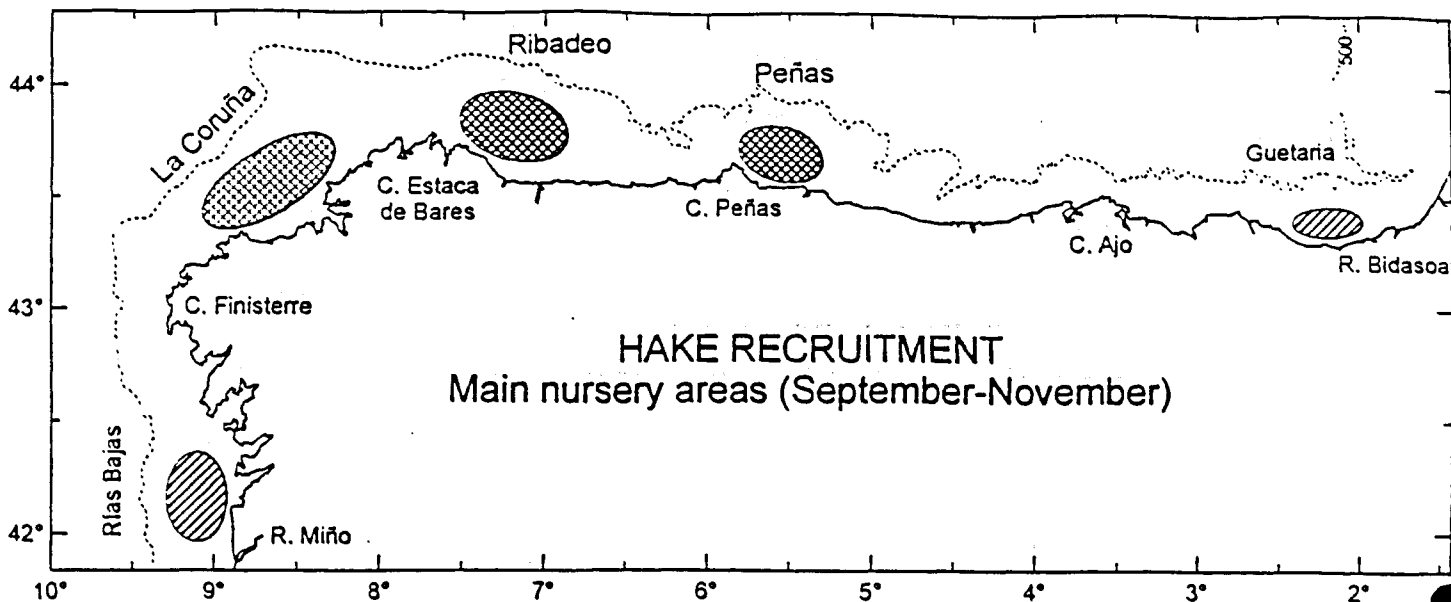 Ribadeo
Peñas
500
44°
La Coruña
Guetaria
C. Estaca
de Bares
C. Peñas
C. Ajo
R. Bidasoa
43°
C. Finisterre
HAKE RECRUITMENT
Main nursery areas (September-November)
Rías Bajas
42°
R. Miño
10°
9°
8°
7°
6°
5°
4°
3°
2°